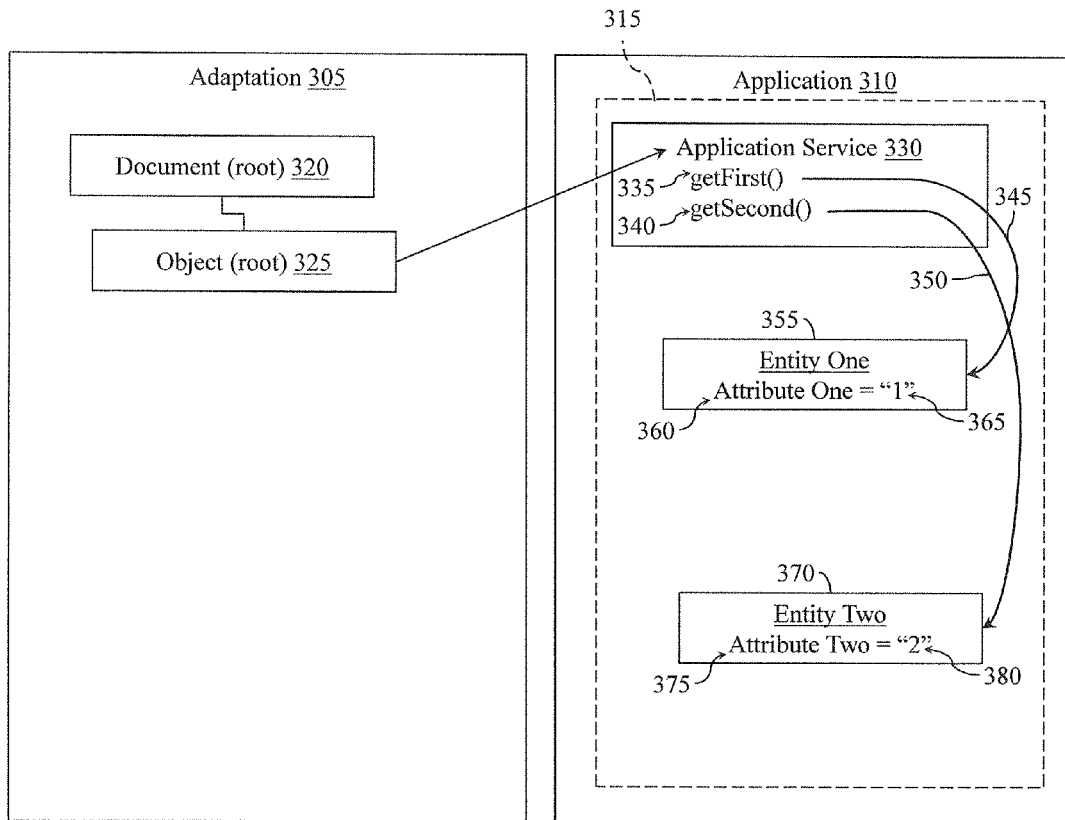 315
Adaptation 305
Application 310
Document (root) 320
Object (root) 325
Application Service 330
335 getFirst()
340 getSecond()
345
350
355
Entity One
Attribute One = “1”
360
365
370
Entity Two
Attribute Two = “2”
375
380